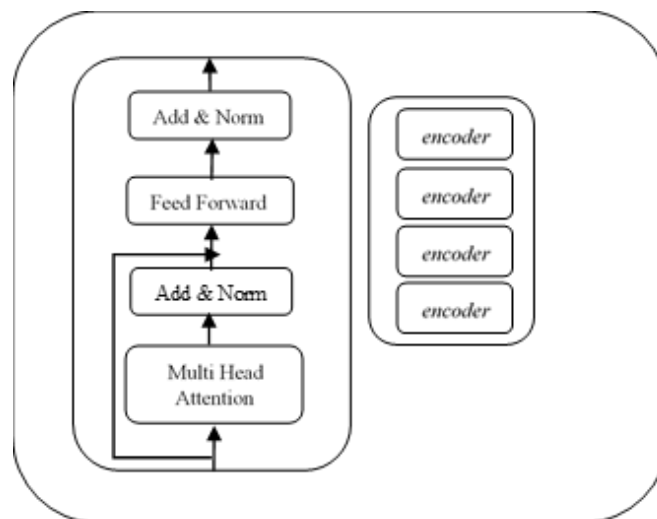 Add & Norm
Feed Forward
Add & Norm
Multi Head
Attention
encoder
encoder
encoder
encoder